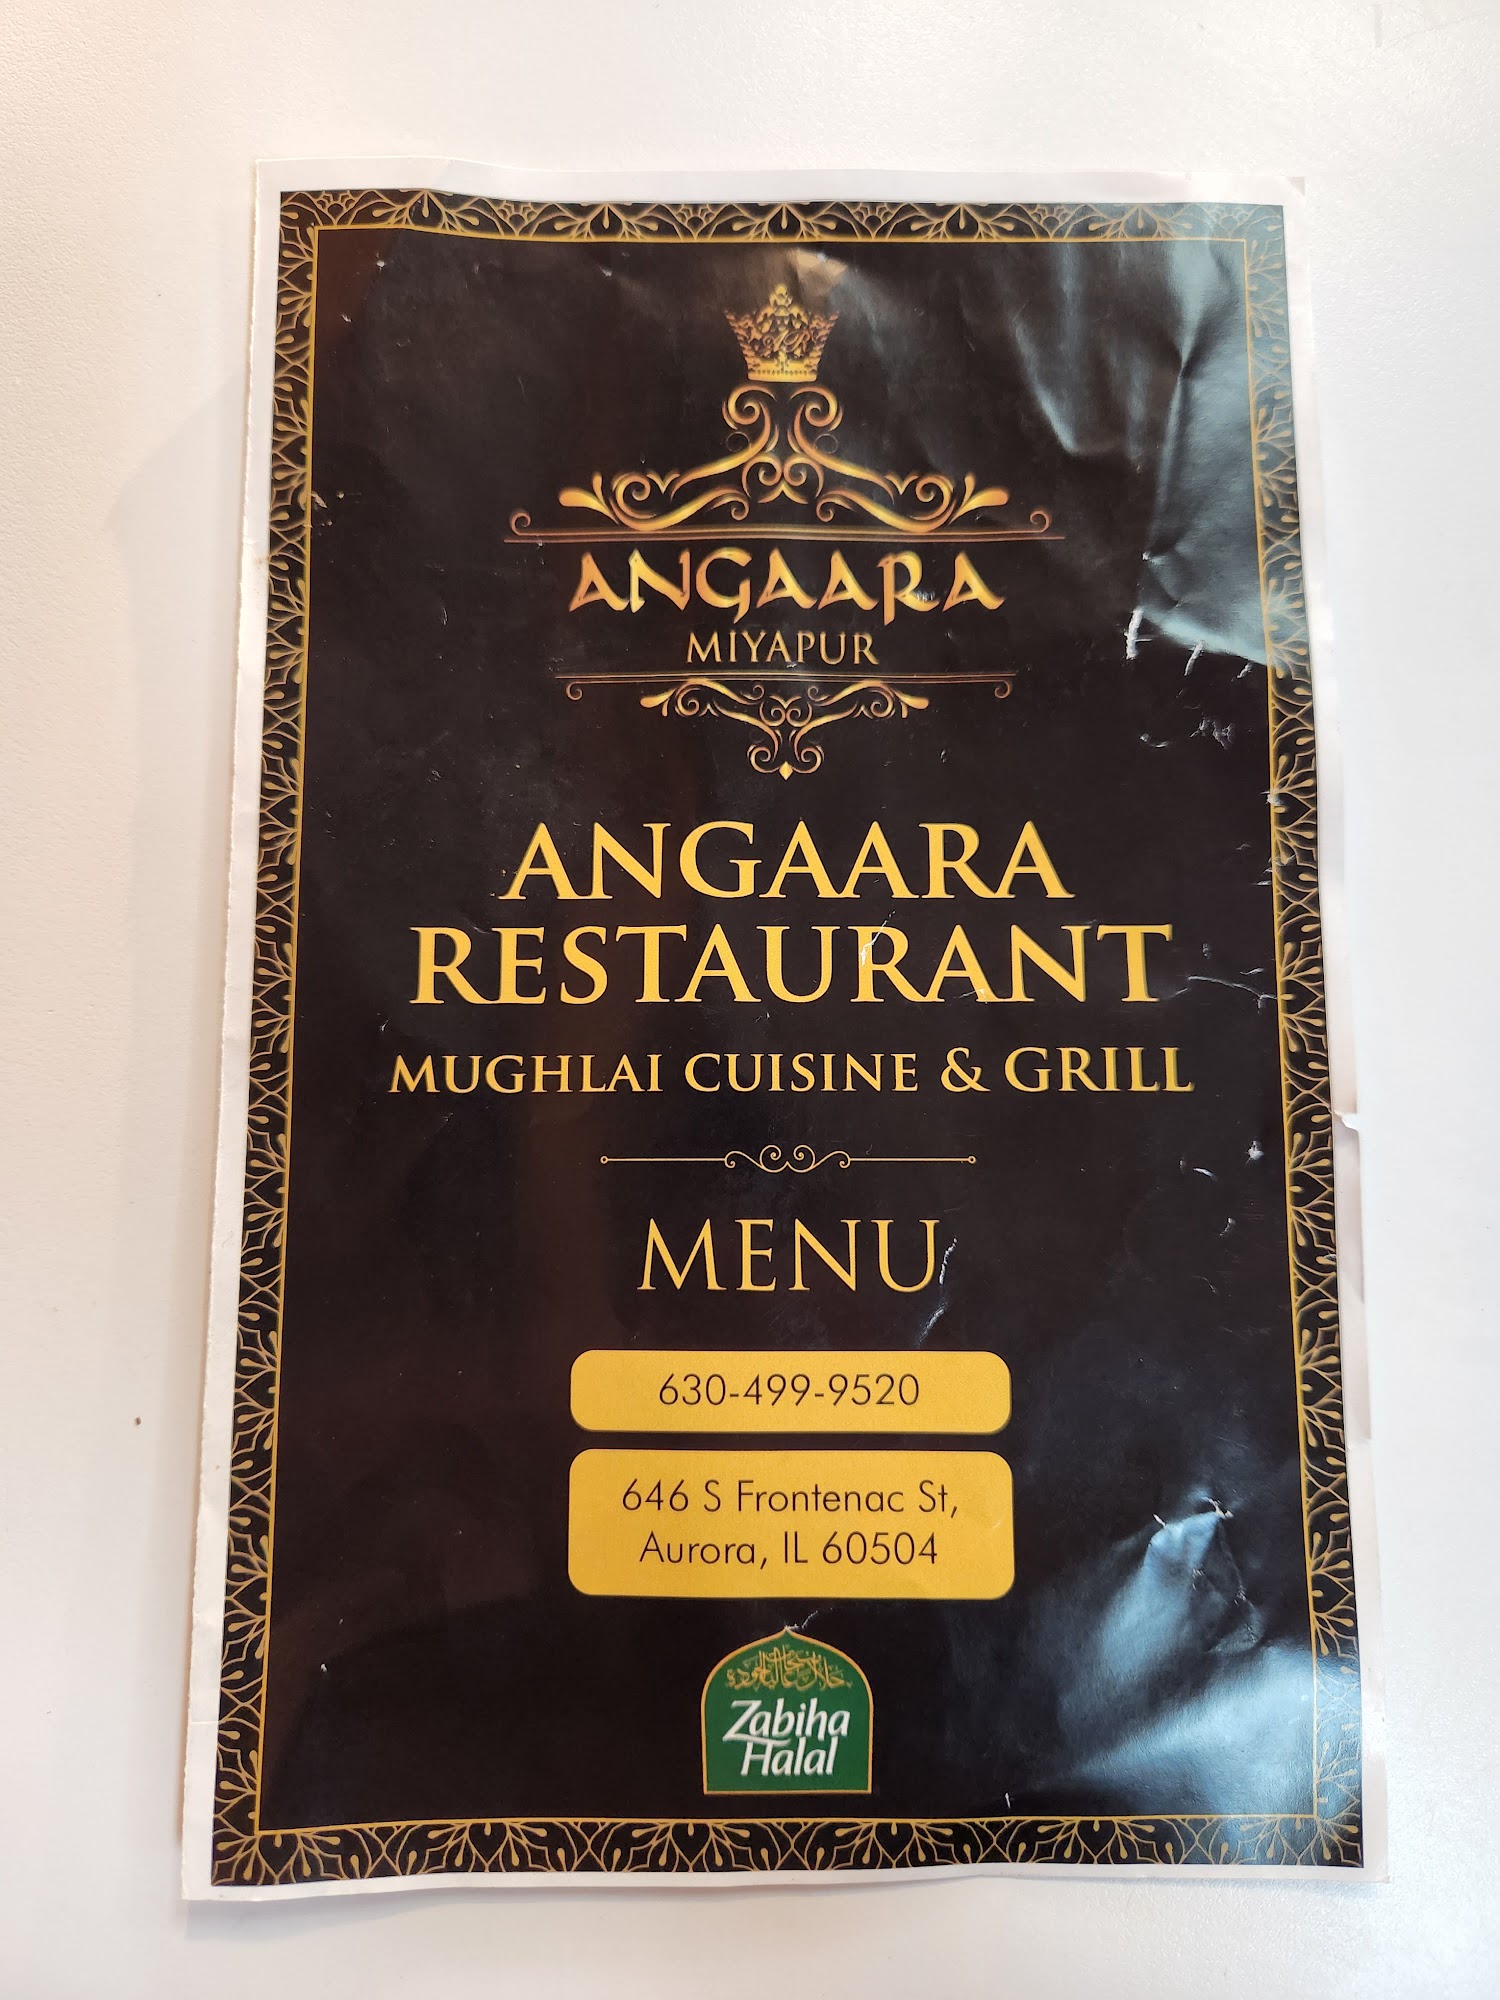 ANGAARA
MIYAPUR
ANGAARA
RESTAURANT
MUGHLAI CUISINE & GRILL
MENU
630-499-9520
646 S Frontenac St,
Aurora, IL 60504
Zabiha
Halal